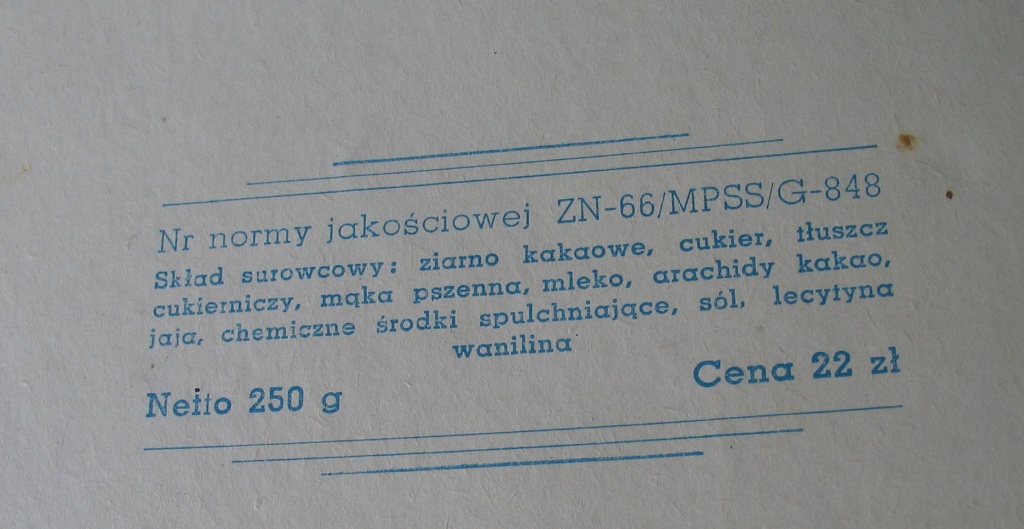 Nr normy jakościowej ZN-66/MPSS/G-848
Skład surowcowy: ziarno kakaowe, cukier, tłuszcz
cukierniczy, mąka pszenna, mleko, arachidy kakao,
jaja, chemiczne środki spulchniające, sól, lecytyna
wanilina
Netto 250 g Cena 22 zł